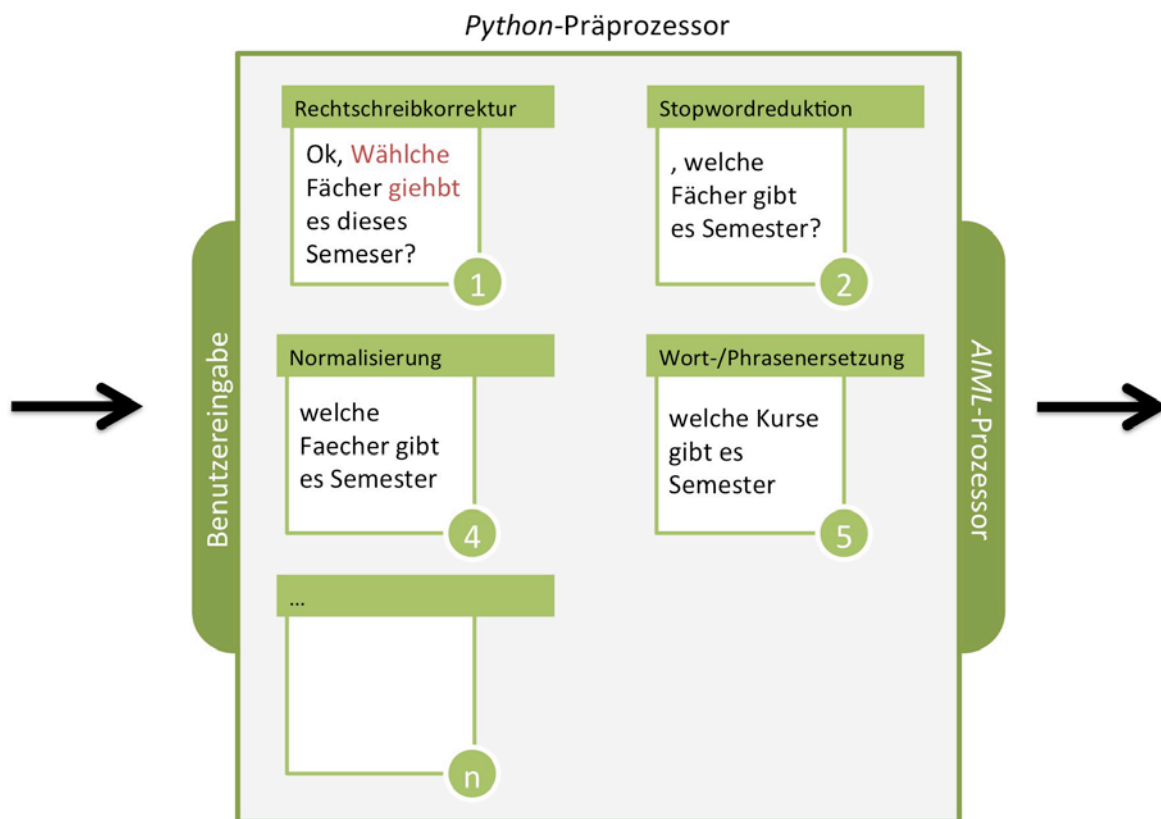 Python-Präprozessor
Rechtschreibkorrektur
Ok, Wählche
Fächer giehbt
es dieses
Semeser?
1
Stopwordreduktion
, welche
Fächer gibt
es Semester?
2
Benutzereingabe
Normalisierung
welche
Faecher gibt
es Semester
4
Wort-/Phrasenersetzung
welche Kurse
gibt es
Semester
5
AIML-Prozessor
...
n